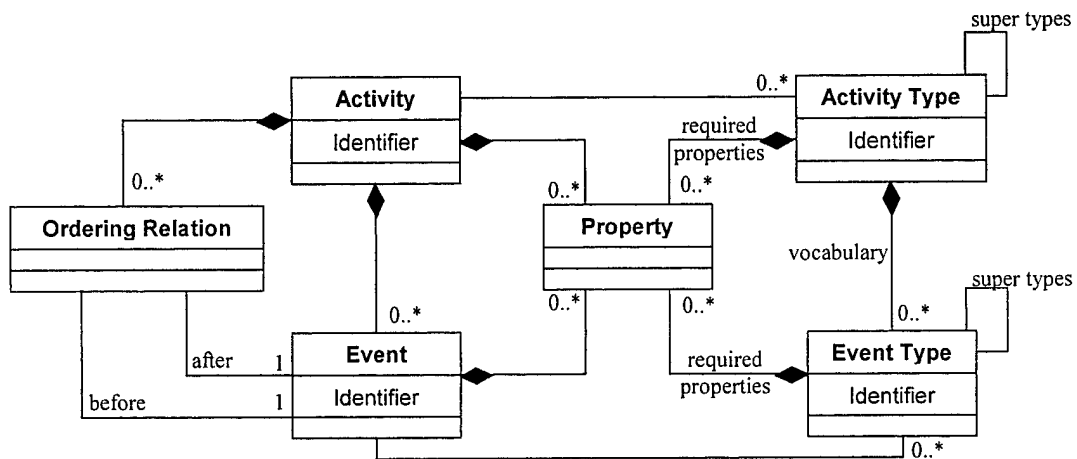 super types
Activity
0..*
Activity Type
Identifier
required
properties
Identifier
0..*
0..*
0..*
Ordering Relation
Property
vocabulary
super types
0..*
0..*
0..*
0..*
Event
after
1
required
properties
Event Type
before
1
Identifier
Identifier
0..*